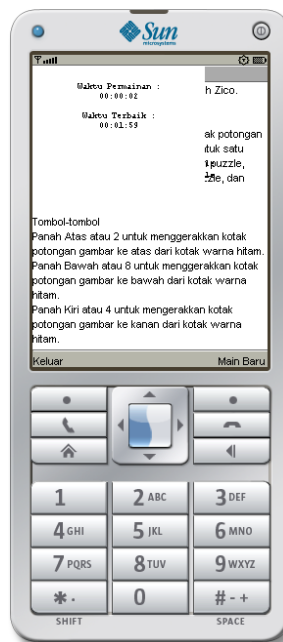 Sun
microsystems
Waktu Permainan :
00:00:02
h Zico.
Waktu Terbaik :
00:01:59
ak potongan
tuk satu
puzzle,
dan
Tombol-tombol
Panah Atas atau 2 untuk menggerakkan kotak
potongan gambar ke atas dari kotak warna hitam.
Panah Bawah atau 8 untuk menggerakkan kotak
potongan gambar ke bawah dari kotak warna
hitam.
Panah Kiri atau 4 untuk mengerakkan kotak
potongan gambar ke kanan dari kotak warna
hitam.
Keluar Main Baru
1 2 ABC 3 DEF
4 GHI 5 JKL 6 MNO
7 PQRS 8 TUV 9 WXYZ
* . 0 # - +
SHIFT SPACE